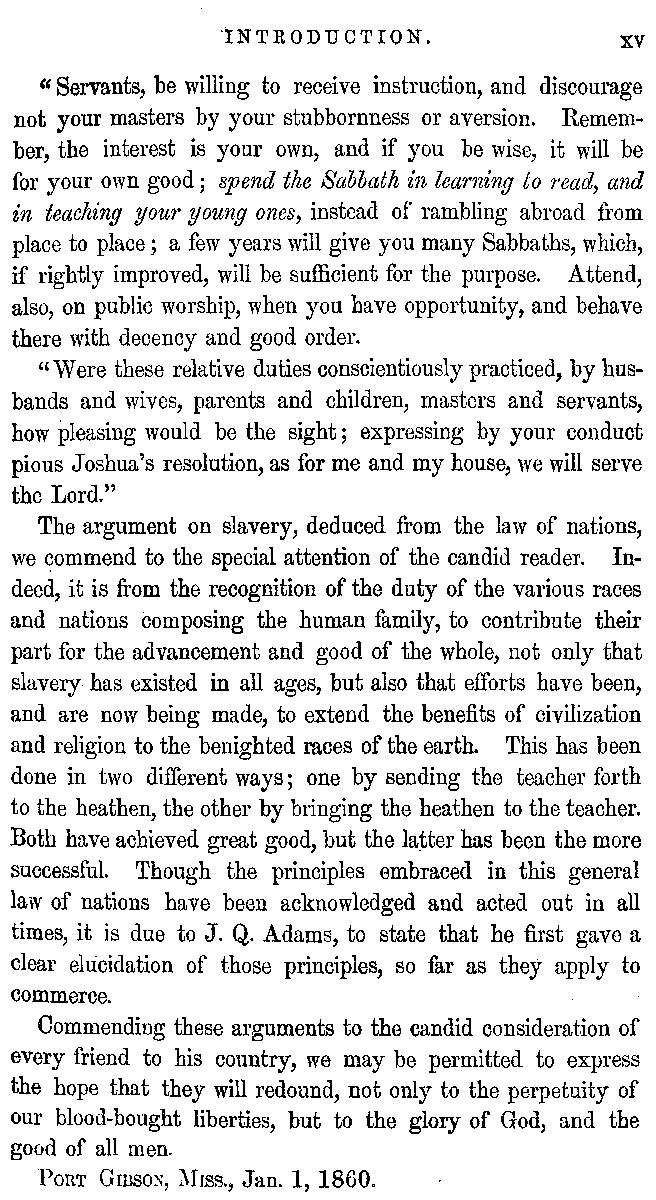 INTRODUCTION. XV
“Servants, be willing to receive instruction, and discourage
not your masters by your stubbornness or aversion. Remem-
ber, the interest is your own, and if you be wise, it will be
for your own good; spend the Sabbath in learning to read, and
in teaching your young ones, instead of rambling abroad from
place to place; a few years will give you many Sabbaths, which,
if rightly improved, will be sufficient for the purpose. Attend,
also, on public worship, when you have opportunity, and behave
there with decency and good order.
“Were these relative duties conscientiously practiced, by hus-
bands and wives, parents and children, masters and servants,
how pleasing would be the sight; expressing by your conduct
pious Joshua’s resolution, as for me and my house, we will serve
the Lord.”
The argument on slavery, deduced from the law of nations,
we commend to the special attention of the candid reader. In-
deed, it is from the recognition of the duty of the various races
and nations composing the human family, to contribute their
part for the advancement and good of the whole, not only that
slavery has existed in all ages, but also that efforts have been,
and are now being made, to extend the benefits of civilization
and religion to the benighted races of the earth. This has been
done in two different ways; one by sending the teacher forth
to the heathen, the other by bringing the heathen to the teacher.
Both have achieved great good, but the latter has been the more
successful. Though the principles embraced in this general
law of nations have been acknowledged and acted out in all
times, it is due to J. Q. Adams, to state that he first gave a
clear elucidation of those principles, so far as they apply to
commerce.
Commending these arguments to the candid consideration of
every friend to his country, we may be permitted to express
the hope that they will redound, not only to the perpetuity of
our blood-bought liberties, but to the glory of God, and the
good of all men.
PORT GIBSON, MISS., Jan. 1, 1860.